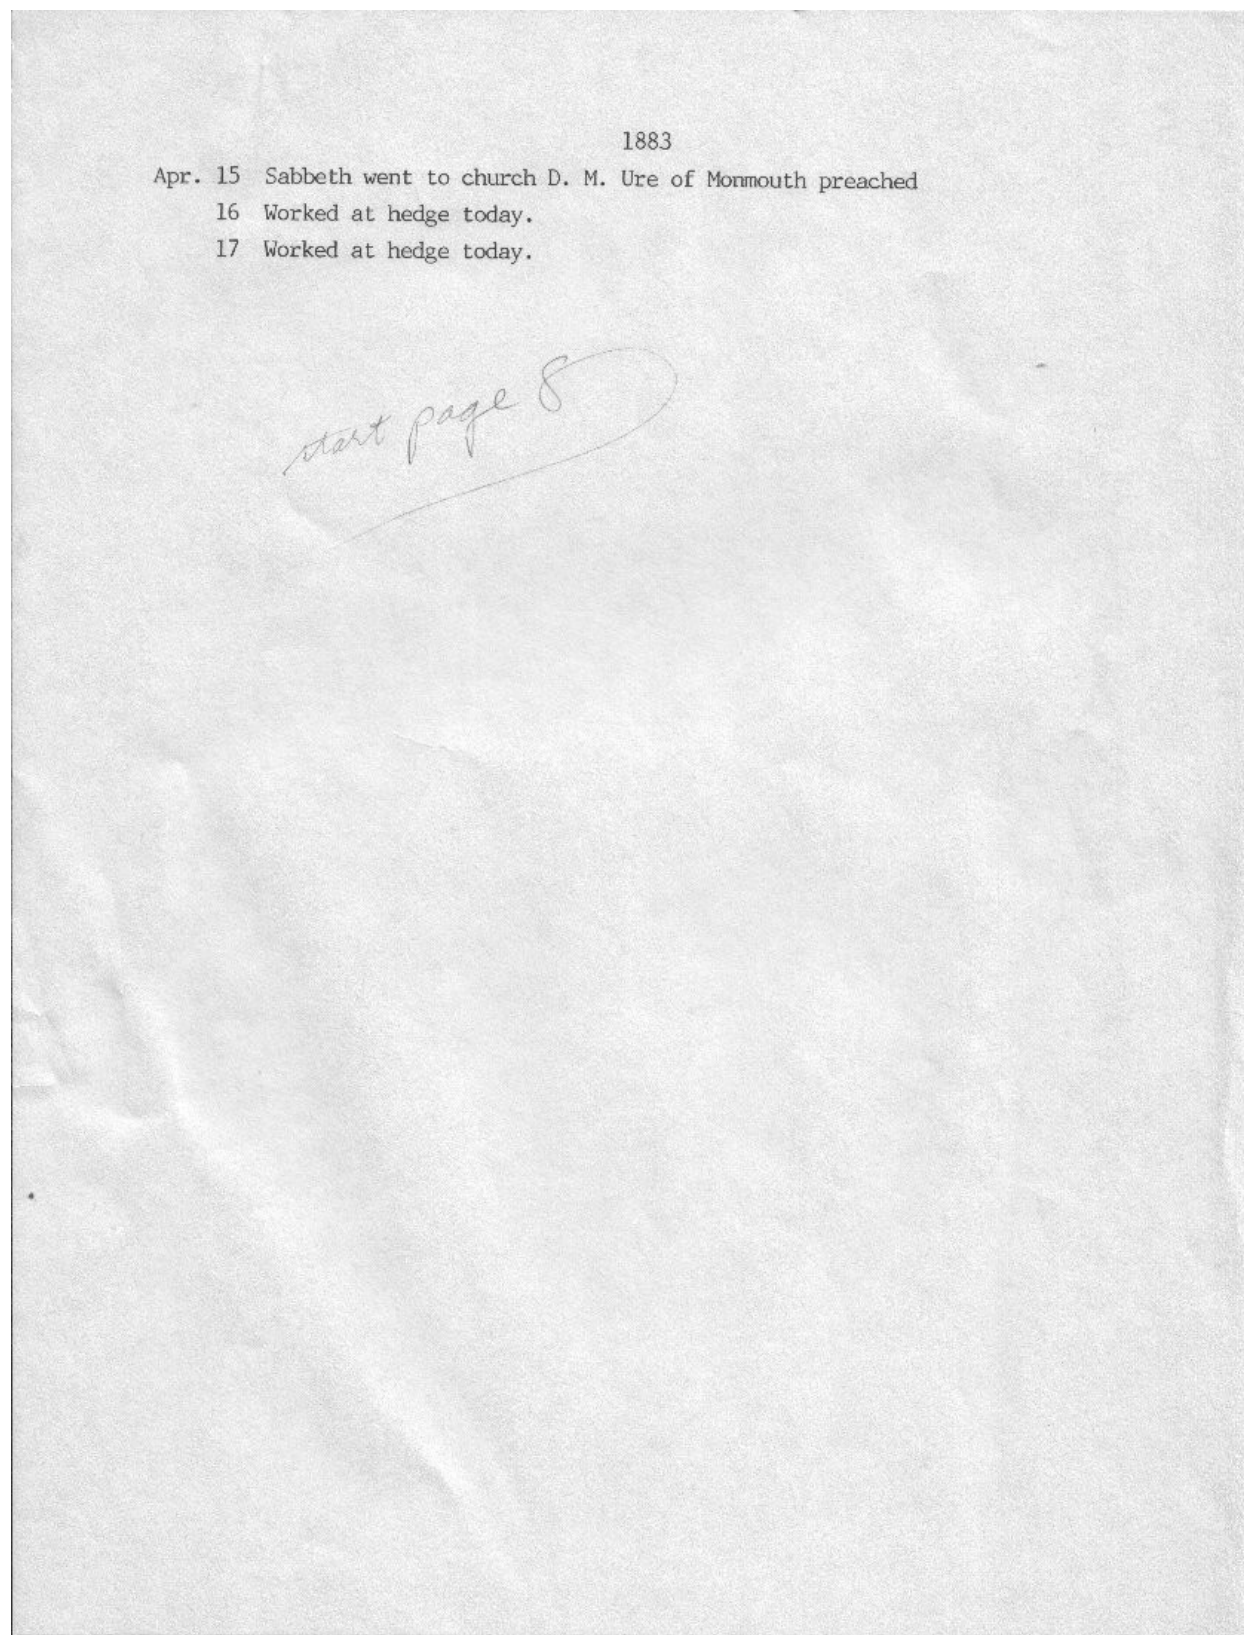 1883
Apr. 15 Sabbeth went to church D. M. Ure of Monmouth preached
16 Worked at hedge today.
17 Worked at hedge today.
start page 8